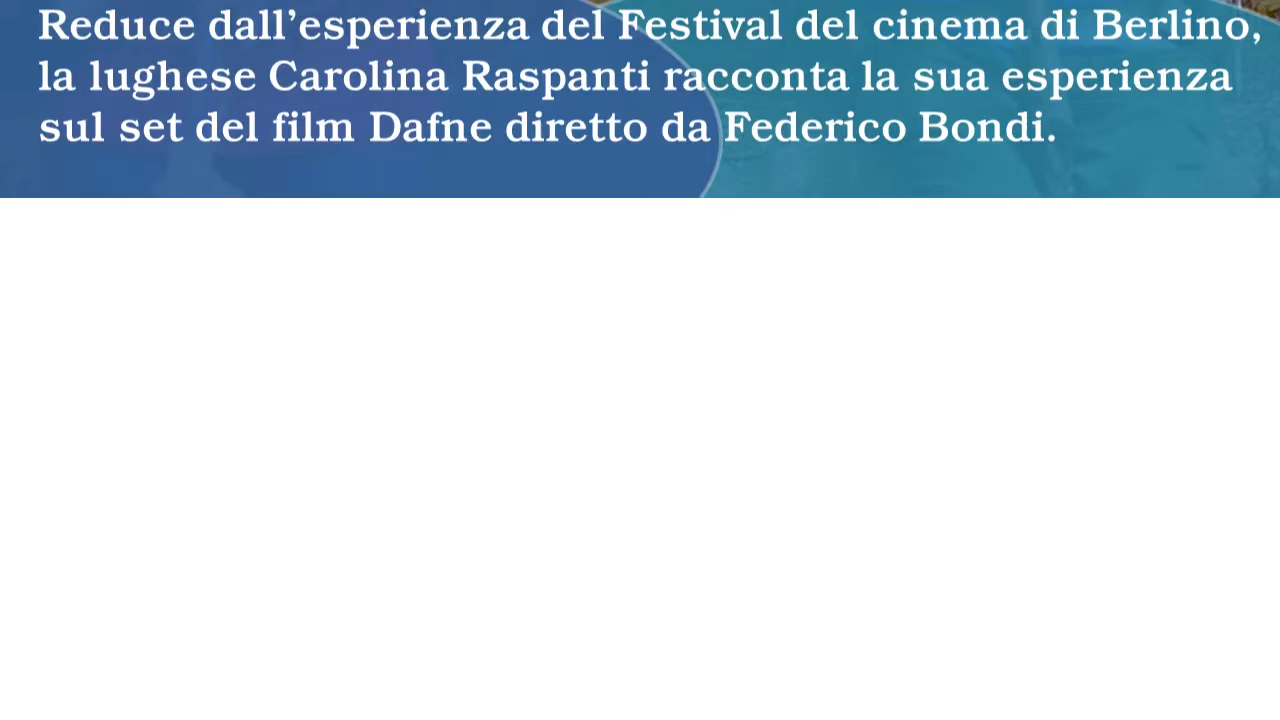 Reduce dall’esperienza del Festival del cinema di Berlino,
la lughese Carolina Raspanti racconta la sua esperienza
sul set del film Dafne diretto da Federico Bondi.